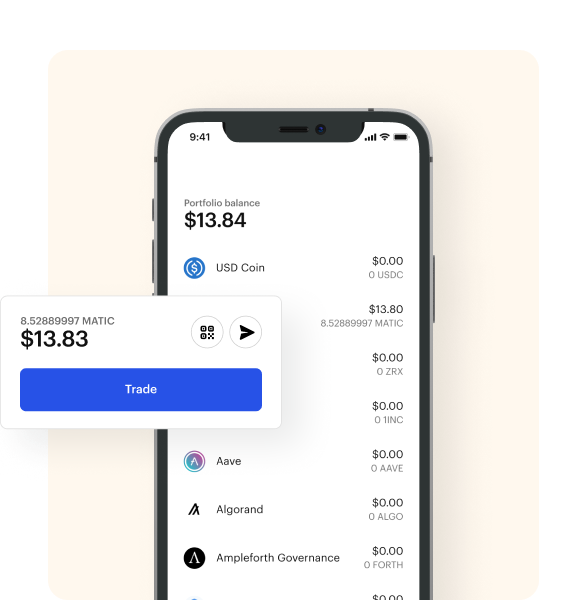 9:41
Portfolio balance
$13.84
USD Coin
$0.00
0 USDC
8.52889997 MATIC
$13.83
Trade
$13.80
8.52889997 MATIC
$0.00
0 ZRX
$0.00
0 1INC
Aave
$0.00
0 AAVE
Algorand
$0.00
0 ALGO
Ampleforth Governance
$0.00
0 FORTH
$0.00